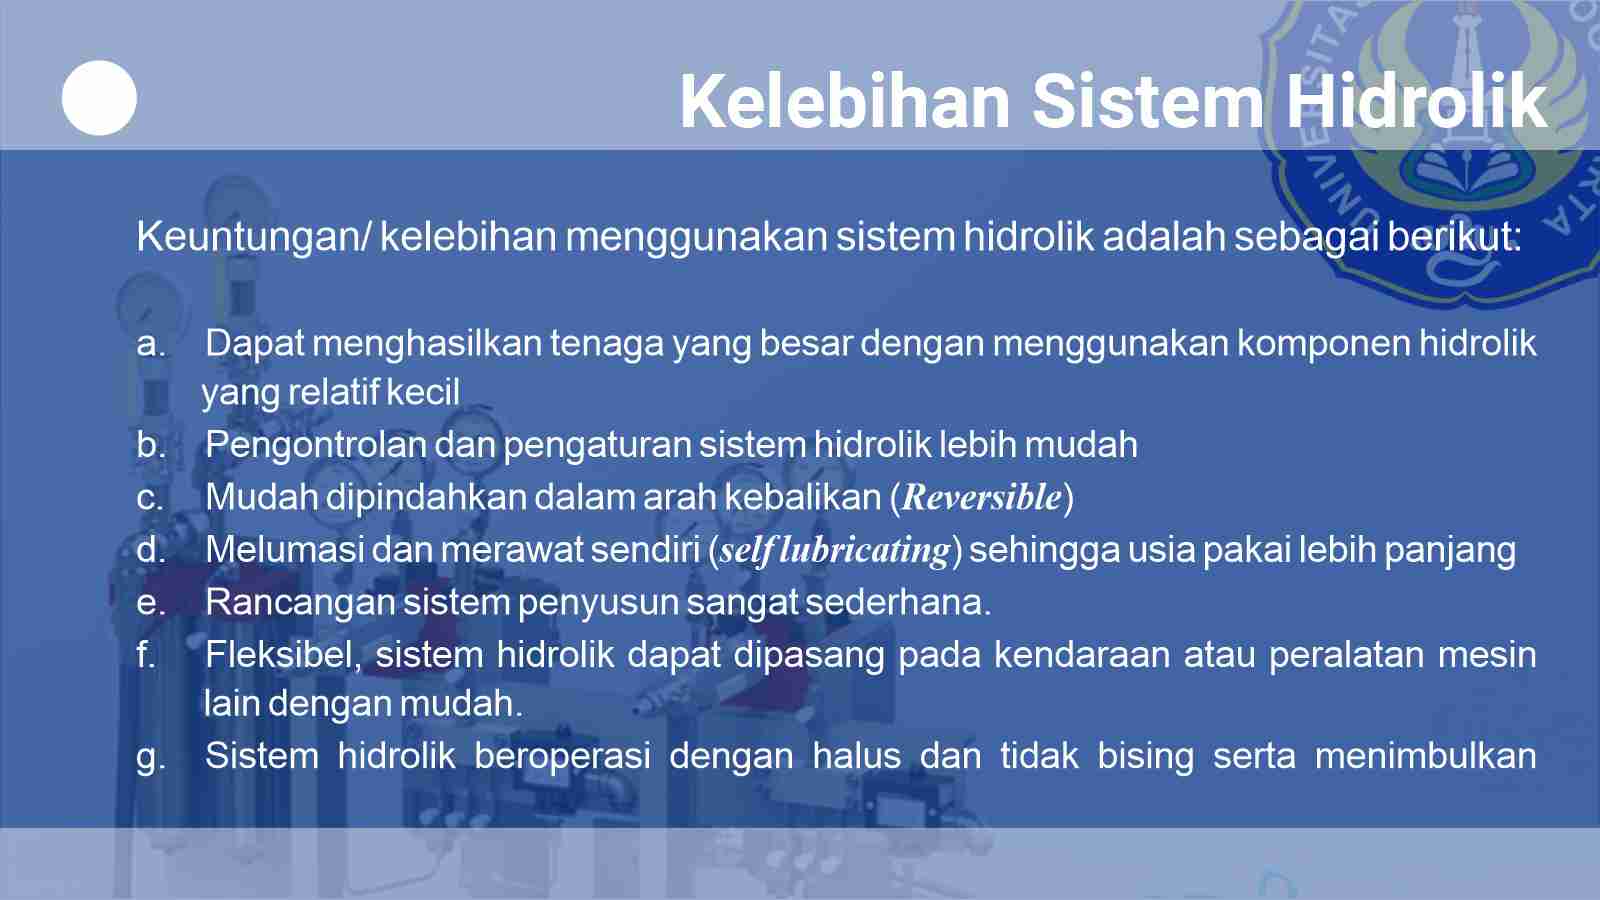 Kelebihan Sistem Hidrolik
Keuntungan/ kelebihan menggunakan sistem hidrolik adalah sebagai berikut:
a. Dapat menghasilkan tenaga yang besar dengan menggunakan komponen hidrolik
yang relatif kecil
b. Pengontrolan dan pengaturan sistem hidrolik lebih mudah
c. Mudah dipindahkan dalam arah kebalikan (Reversible)
d. Melumasi dan merawat sendiri (self lubricating) sehingga usia pakai lebih panjang
e. Rancangan sistem penyusun sangat sederhana.
f. Fleksibel, sistem hidrolik dapat dipasang pada kendaraan atau peralatan mesin
lain dengan mudah.
g. Sistem hidrolik beroperasi dengan halus dan tidak bising serta menimbulkan